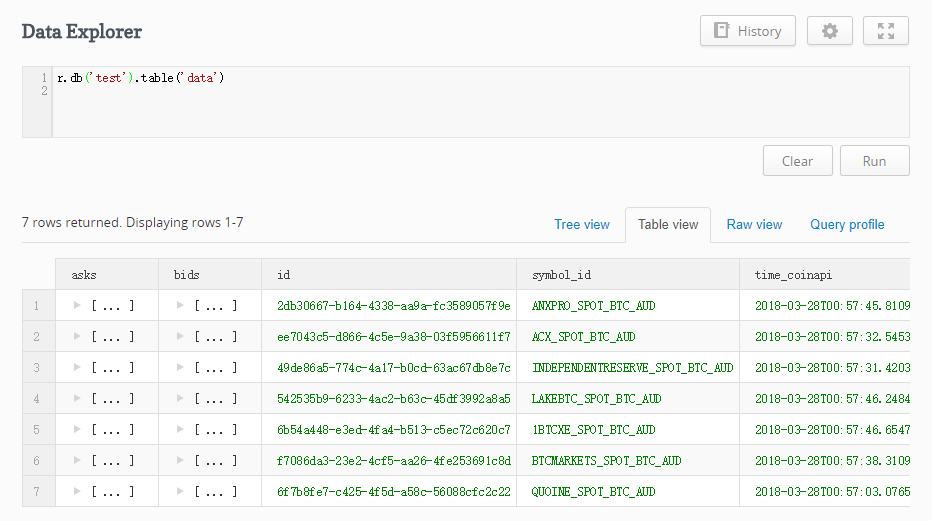 Data Explorer
History
1 r.db('test').table('data')
2
Clear Run
7 rows returned. Displaying rows 1-7
Tree view Table view Raw view Query profile
asks bids id symbol_id time_coinapi
1 [ ... ] [ ... ] 2db30667-b164-4338-aa9a-fc3589057f9e ANXPRO_SPOT_BTC_AUD 2018-03-28T00:57:45.8109
2 [ ... ] [ ... ] ee7043c5-d866-4c5e-9a38-03f5956611f7 ACX_SPOT_BTC_AUD 2018-03-28T00:57:32.5453
3 [ ... ] [ ... ] 49de86a5-774c-4a17-b0cd-63ac67db8e7c INDEPENDENTRESERVE_SPOT_BTC_AUD 2018-03-28T00:57:31.4203
4 [ ... ] [ ... ] 542535b9-6233-4ac2-b63c-45df3992a8a5 LAKEBTC_SPOT_BTC_AUD 2018-03-28T00:57:46.2484
5 [ ... ] [ ... ] 6b54a448-e3ed-4fa4-b513-c5ec72c620c7 1BTCXE_SPOT_BTC_AUD 2018-03-28T00:57:46.6547
6 [ ... ] [ ... ] f7086da3-23e2-4cf5-aa26-4fe253691c8d BTCMARKETS_SPOT_BTC_AUD 2018-03-28T00:57:38.3109
7 [ ... ] [ ... ] 6f7b8fe7-c425-4f5d-a58c-56088cfc2c22 QUOINE_SPOT_BTC_AUD 2018-03-28T00:57:03.0765